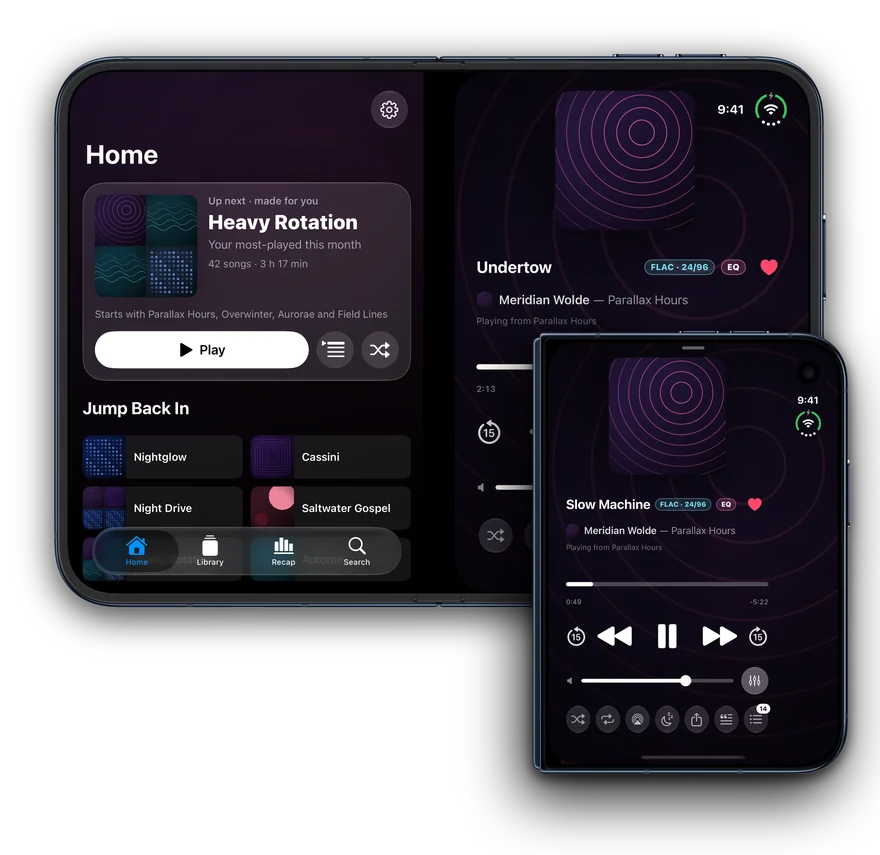 Home
Up next · made for you
Heavy Rotation
Your most-played this month
42 songs · 3 h 17 min
Starts with Parallax Hours, Overwinter, Aurorae and Field Lines
Play
Jump Back In
Nightglow
Cassini
Night Drive
Saltwater Gospel
Home
Library
Recap
Search
9:41
Undertow
FLAC · 24/96
EQ
Meridian Wolde — Parallax Hours
Playing from Parallax Hours
2:13
15
9:41
Slow Machine
FLAC · 24/96
EQ
Meridian Wolde — Parallax Hours
Playing from Parallax Hours
0:49
-5:22
15
15
14